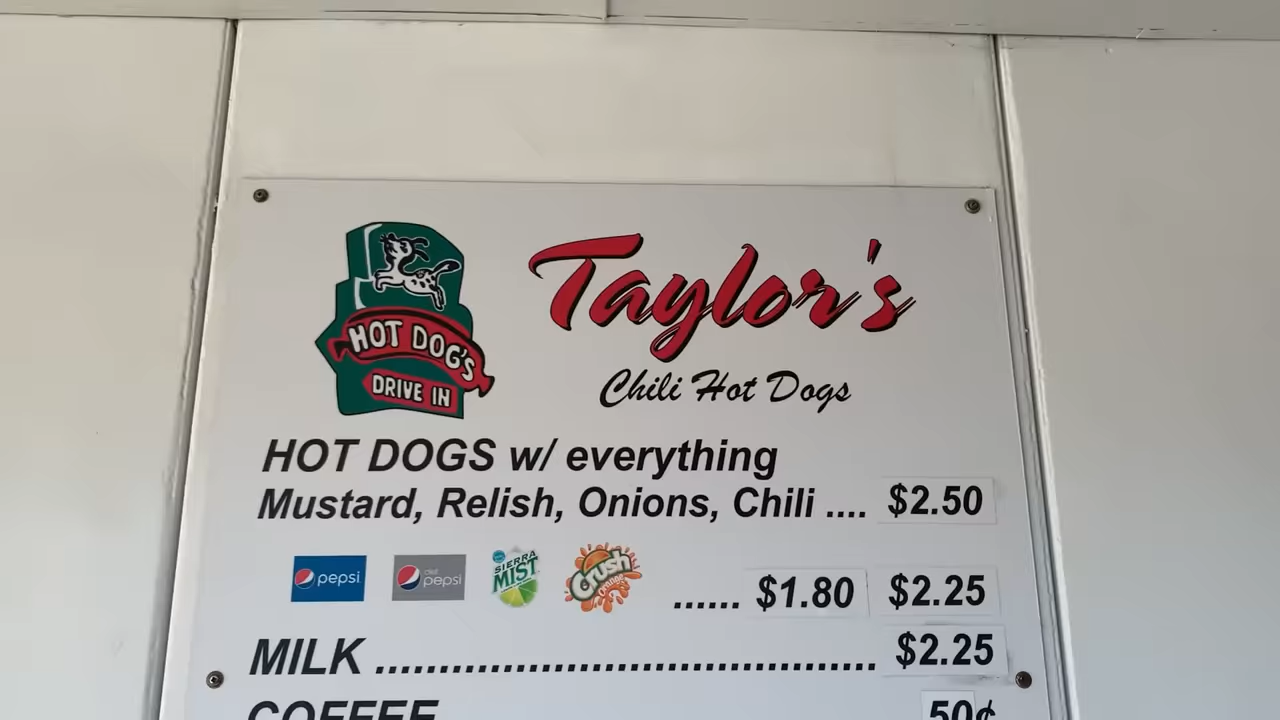 HOT DOG'S
DRIVE IN
Taylor's
Chili Hot Dogs
HOT DOGS w/ everything
Mustard, Relish, Onions, Chili .... $2.50
pepsi diet pepsi SIERRA MIST Crush Orange ...... $1.80 $2.25
MILK ....................................... $2.25
COFFEE 50¢